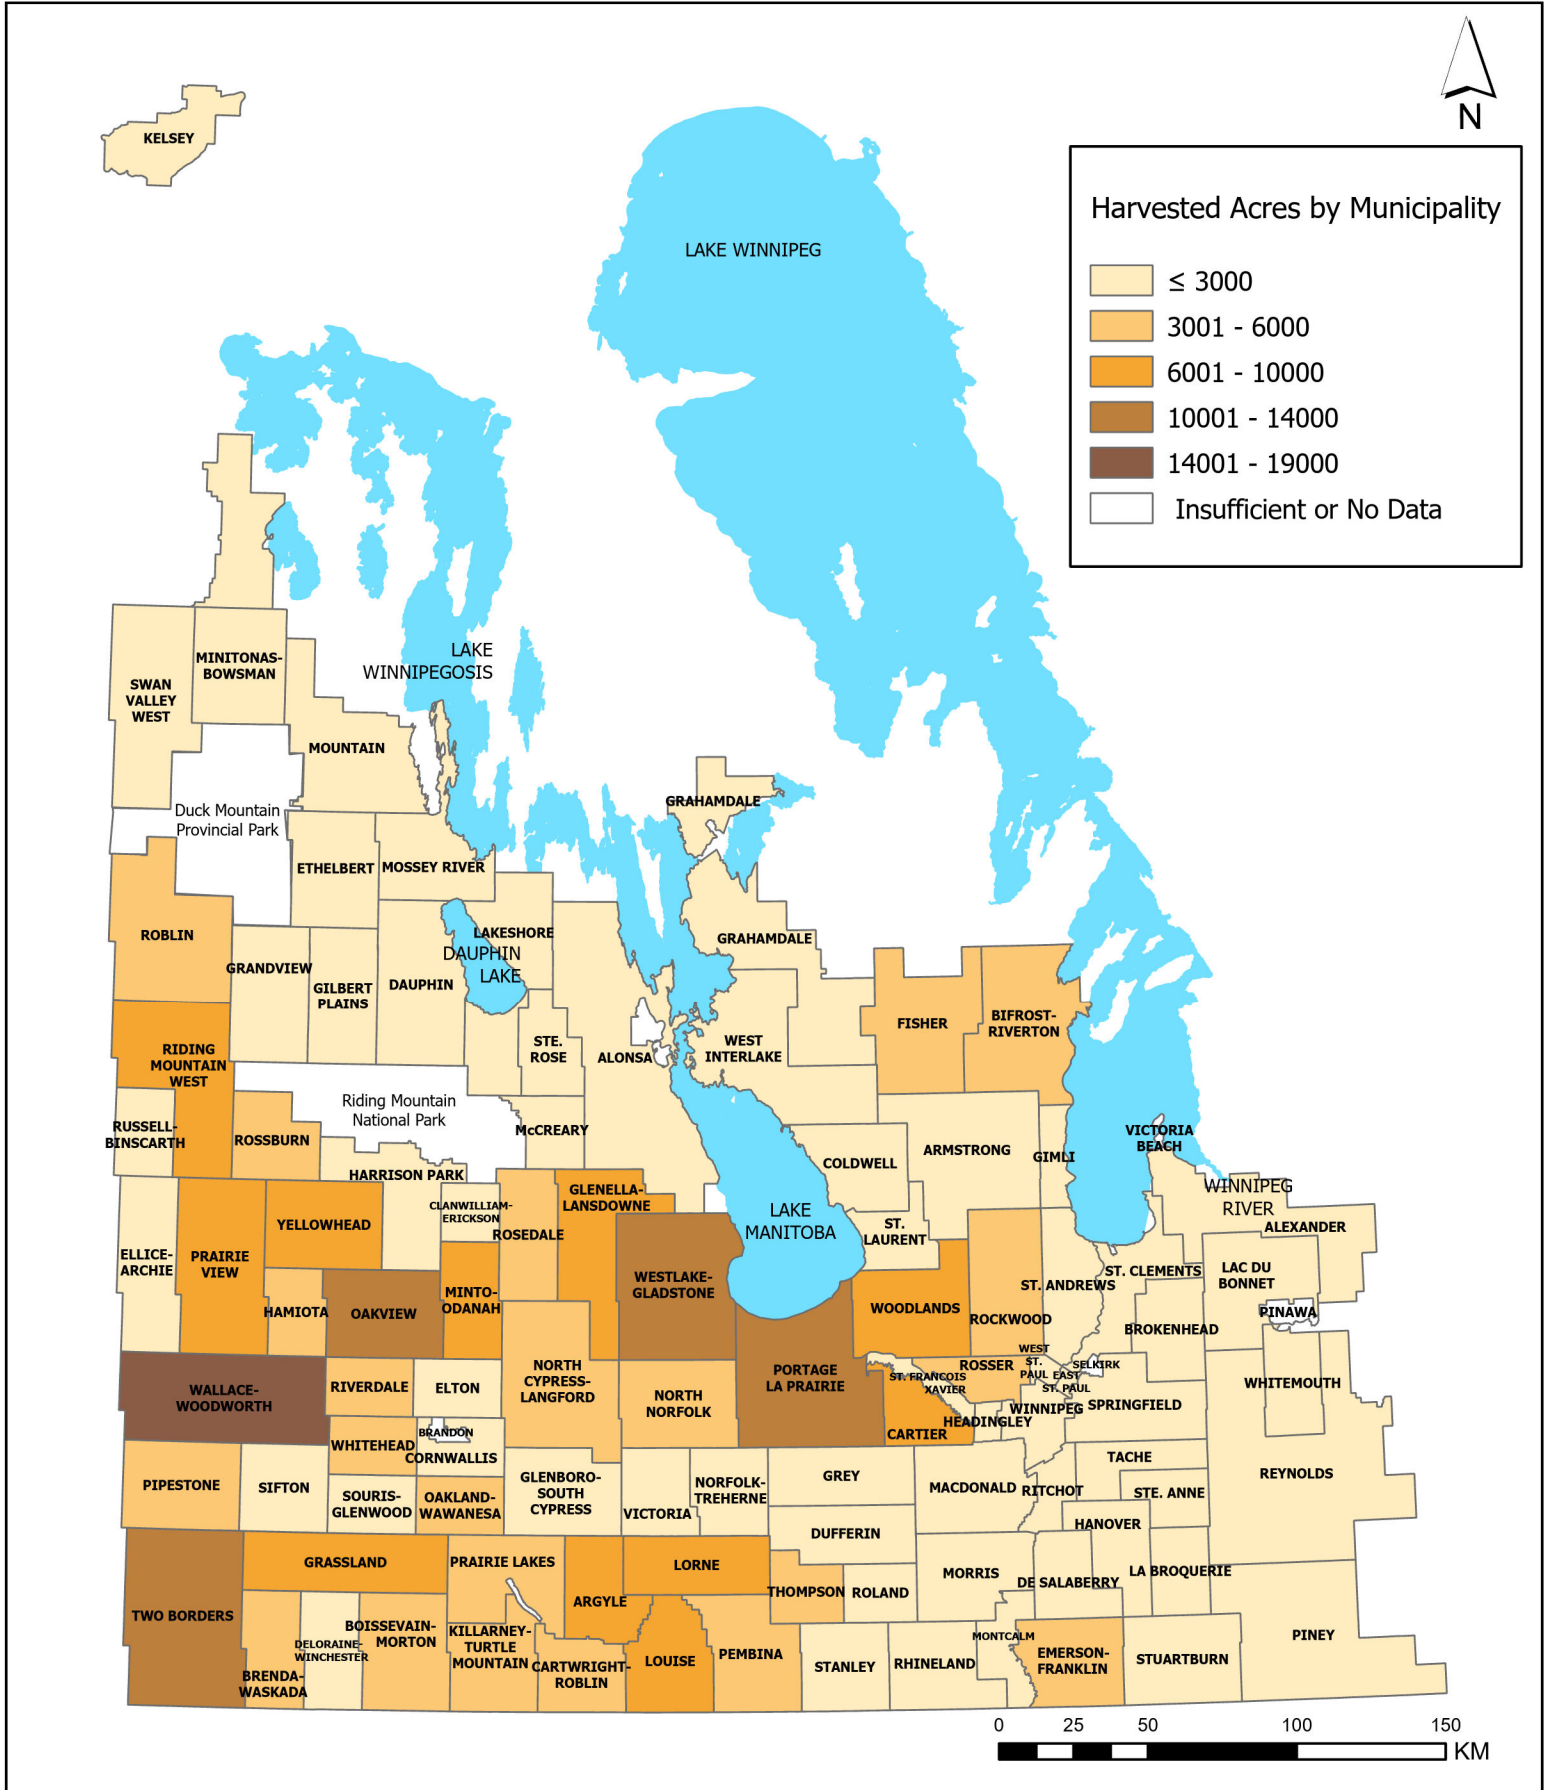 N
KELSEY
Harvested Acres by Municipality
≤ 3000
3001 - 6000
6001 - 10000
10001 - 14000
14001 - 19000
Insufficient or No Data
LAKE WINNIPEG
LAKE
WINNIPEGOSIS
MINITONAS-
BOWSMAN
SWAN
VALLEY
WEST
MOUNTAIN
Duck Mountain
Provincial Park
GRAHAMDALE
ETHELBERT
MOSSEY RIVER
ROBLIN
LAKESHORE
GRAHAMDALE
DAUPHIN
LAKE
GRANDVIEW
GILBERT
PLAINS
DAUPHIN
FISHER
BIFROST-
RIVERTON
RIDING
MOUNTAIN
WEST
STE.
ROSE
ALONSA
WEST
INTERLAKE
Riding Mountain
National Park
RUSSELL-
BINSCARTH
ROSSBURN
McCREARY
VICTORIA
BEACH
HARRISON PARK
COLDWELL
ARMSTRONG
GIMLI
CLANWILLIAM-
ERICKSON
GLENELLA-
LANSDOWNE
WINNIPEG
RIVER
YELLOWHEAD
ROSEDALE
LAKE
MANITOBA
ST.
LAURENT
ALEXANDER
ELLICE-
ARCHIE
PRAIRIE
VIEW
WESTLAKE-
GLADSTONE
ST. ANDREWS
ST. CLEMENTS
LAC DU
BONNET
HAMIOTA
OAKVIEW
MINTO-
ODANAH
WOODLANDS
ROCKWOOD
PINAWA
BROKENHEAD
WALLACE-
WOODWORTH
RIVERDALE
ELTON
NORTH
CYPRESS-
LANGFORD
NORTH
NORFOLK
PORTAGE
LA PRAIRIE
ST. FRANCOIS
XAVIER
ROSSER
WEST
ST.
PAUL
EAST
ST. PAUL
SELKIRK
WHITEMOUTH
CARTIER
HEADINGLEY
WINNIPEG
SPRINGFIELD
WHITEHEAD
BRANDON
CORNWALLIS
PIPESTONE
SIFTON
SOURIS-
GLENWOOD
OAKLAND-
WAWANESA
GLENBORO-
SOUTH
CYPRESS
VICTORIA
NORFOLK-
TREHERNE
GREY
MACDONALD
RITCHOT
TACHE
STE. ANNE
REYNOLDS
DUFFERIN
HANOVER
GRASSLAND
PRAIRIE LAKES
ARGYLE
LORNE
THOMPSON
ROLAND
MORRIS
DE SALABERRY
LA BROQUERIE
TWO BORDERS
BRENDA-
WASKADA
DELORAINE-
WINCHESTER
BOISSEVAIN-
MORTON
KILLARNEY-
TURTLE
MOUNTAIN
CARTWRIGHT-
ROBLIN
LOUISE
PEMBINA
STANLEY
RHINELAND
MONTCALM
EMERSON-
FRANKLIN
STUARTBURN
PINEY
0 25 50 100 150
KM